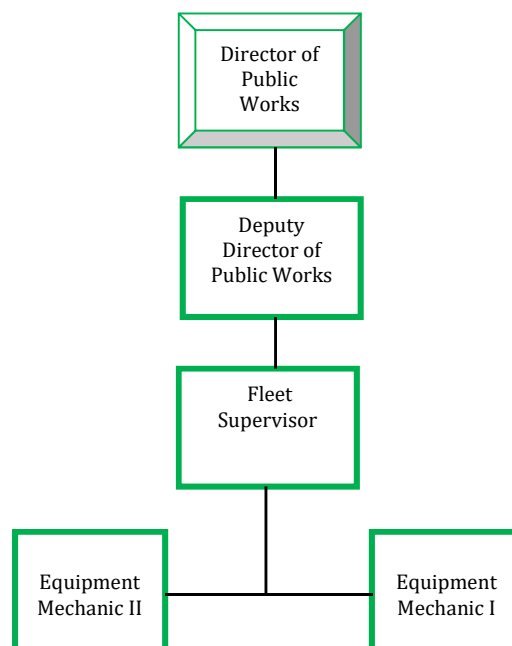 Director of
Public
Works
Deputy
Director of
Public Works
Fleet
Supervisor
Equipment
Mechanic II
Equipment
Mechanic I